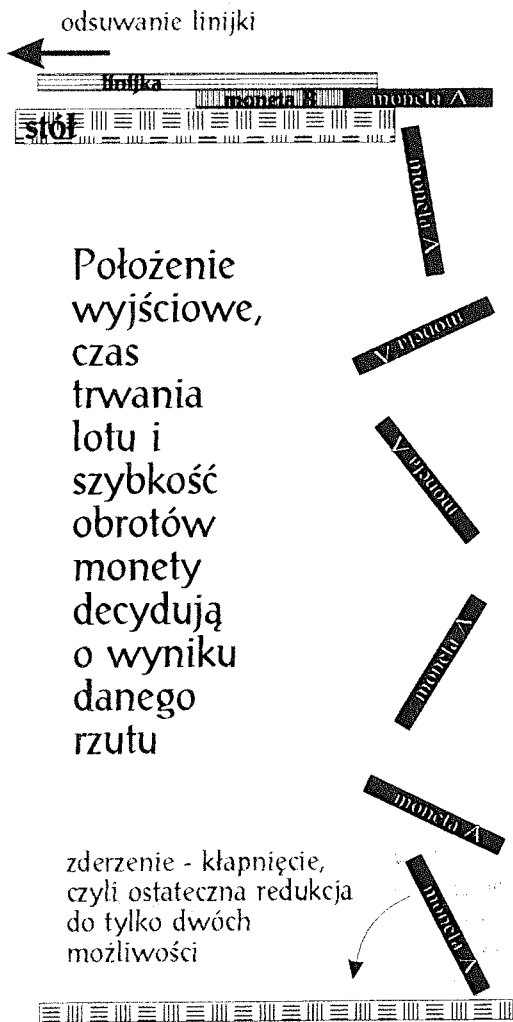 odsuwanie linijki
linijka
moneta B moneta A
stół
moneta A
moneta A
moneta A
moneta A
moneta A
moneta A
Położenie
wyjściowe,
czas
trwania
lotu i
szybkość
obrotów
monety
decydują
o wyniku
danego
rzutu
zderzenie - kłapnięcie,
czyli ostateczna redukcja
do tylko dwóch
możliwości